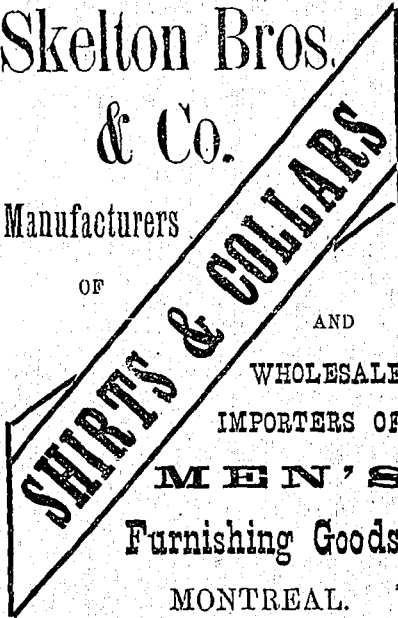 Skelton Bros.
& Co.
Manufacturers
OF
SHIRTS & COLLARS
AND
WHOLESALE
IMPORTERS OF
MEN'S
Furnishing Goods
MONTREAL.